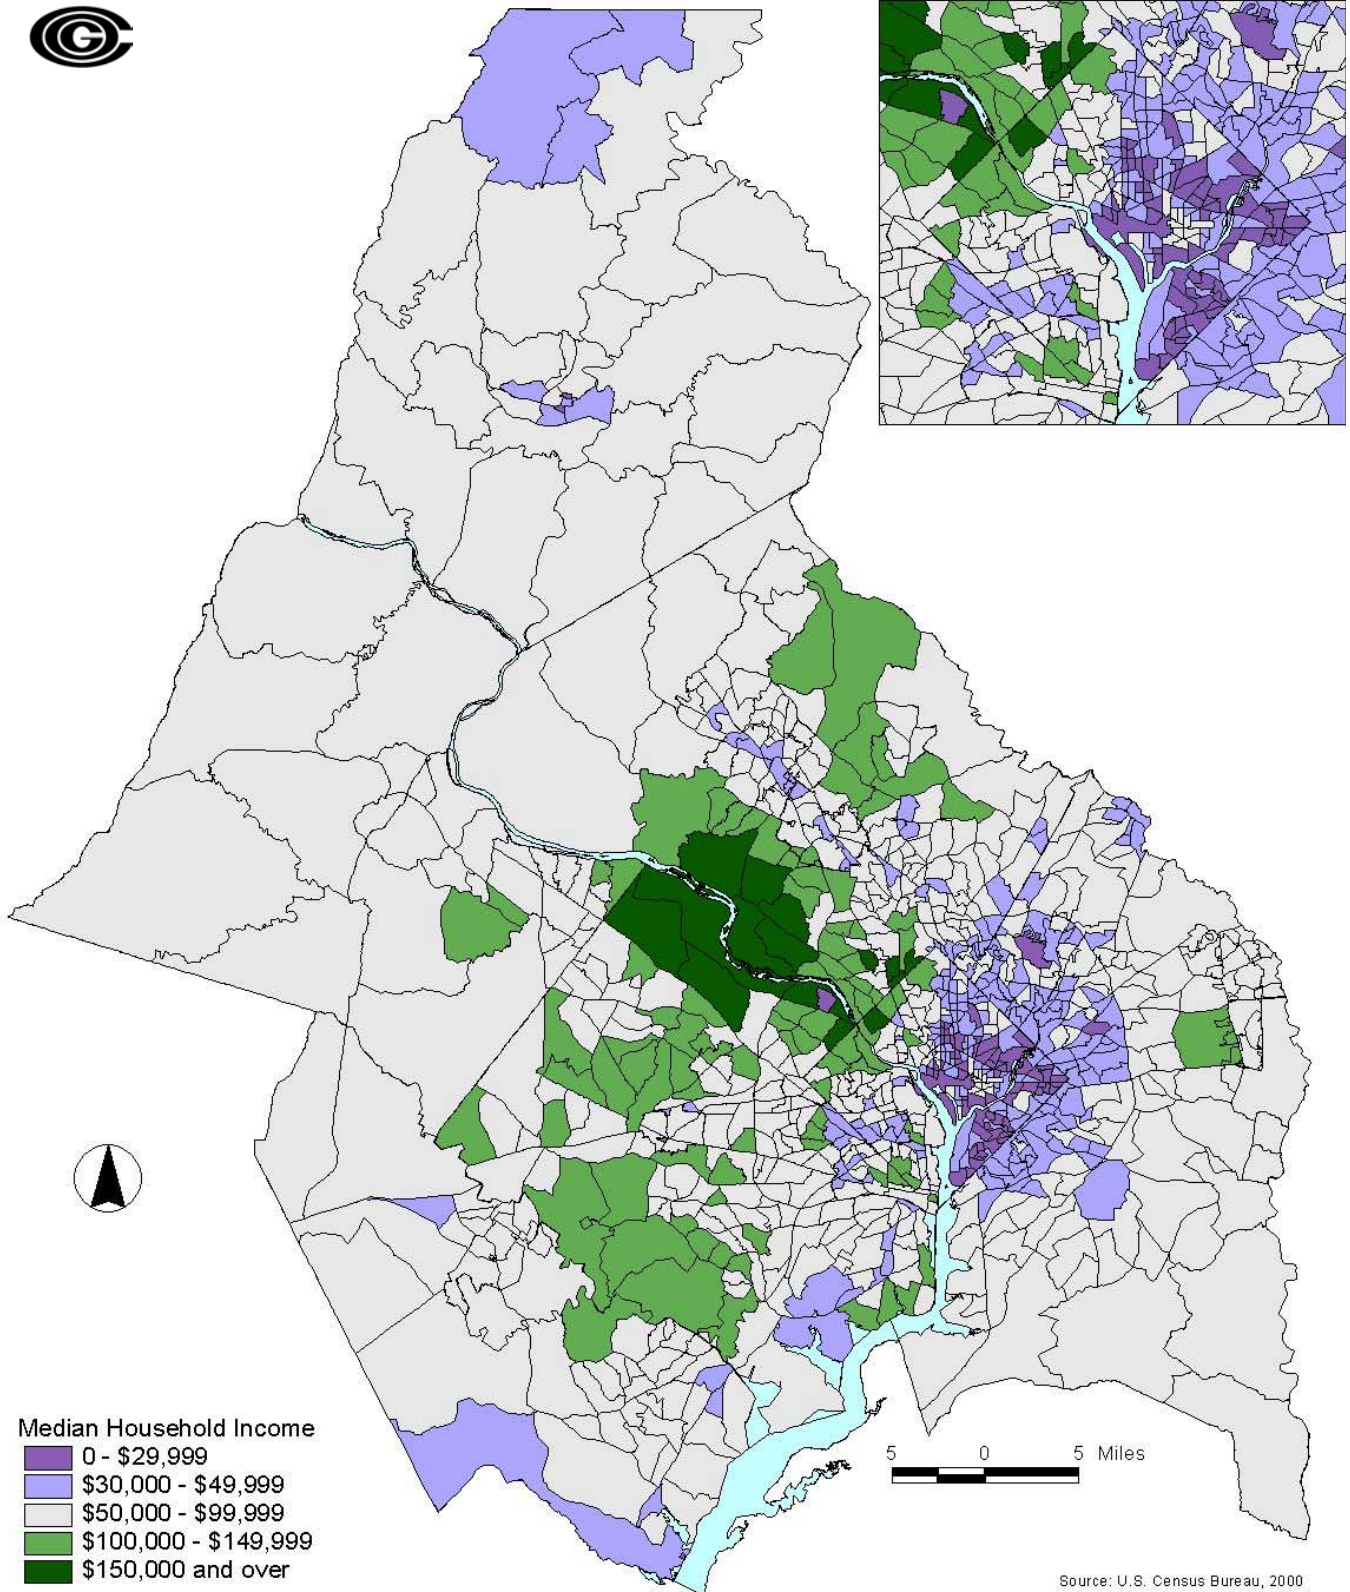 COG
Median Household Income
0 - $29,999
$30,000 - $49,999
$50,000 - $99,999
$100,000 - $149,999
$150,000 and over
5 0 5 Miles
Source: U.S. Census Bureau, 2000